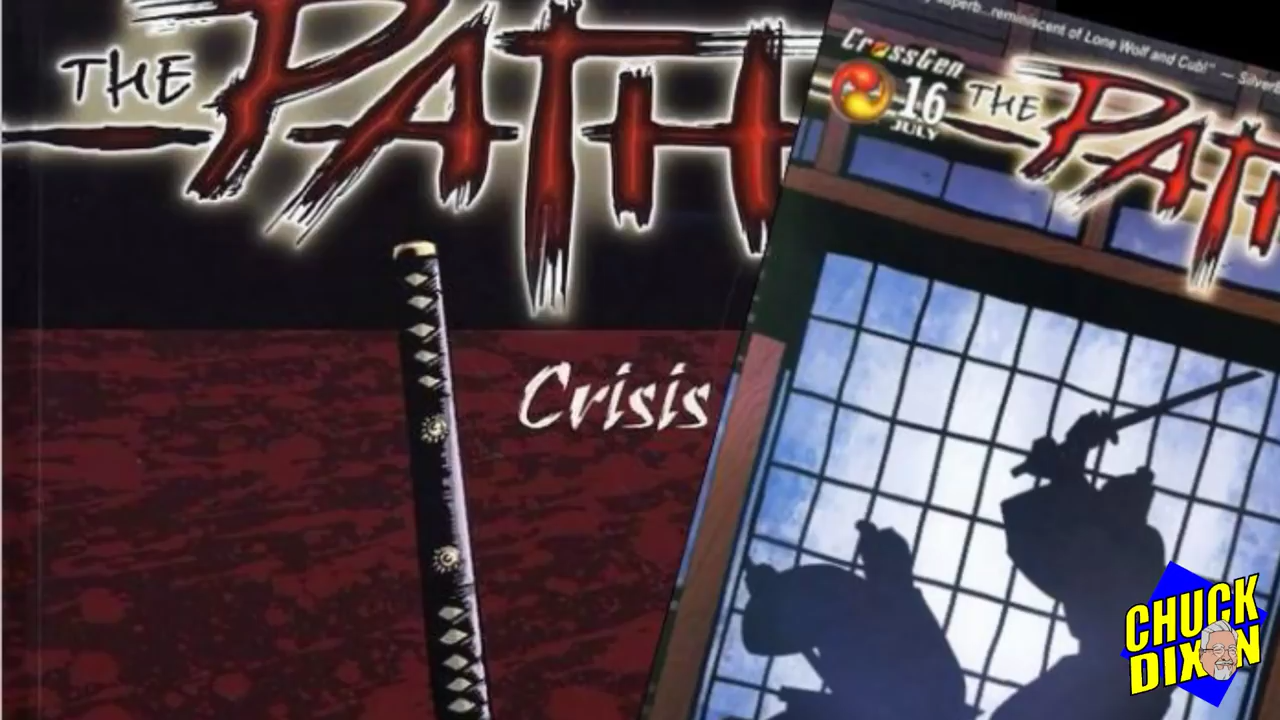 THE PATH
Crisis
superb...reminiscent of Lone Wolf and Cub!" —
CrossGen
16
JULY
THE PATH
CHUCK
DIXON